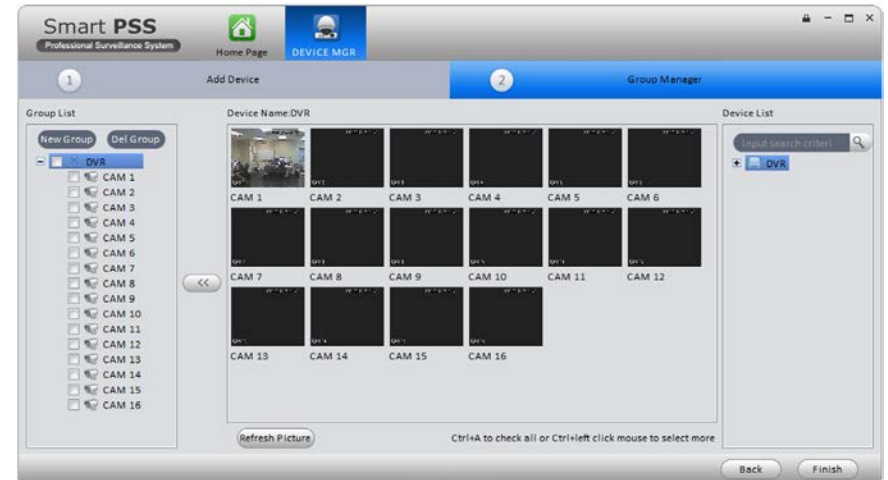 Smart PSS
Professional Surveillance System
Home Page
DEVICE MGR
1 Add Device
2 Group Manager
Group List
New Group Del Group
DVR
CAM 1
CAM 2
CAM 3
CAM 4
CAM 5
CAM 6
CAM 7
CAM 8
CAM 9
CAM 10
CAM 11
CAM 12
CAM 13
CAM 14
CAM 15
CAM 16
<<
Device Name:DVR
CAM 1 CAM 2 CAM 3 CAM 4 CAM 5 CAM 6
CAM 7 CAM 8 CAM 9 CAM 10 CAM 11 CAM 12
CAM 13 CAM 14 CAM 15 CAM 16
Refresh Picture
Ctrl+A to check all or Ctrl+left click mouse to select more
Device List
Input search criteri
DVR
Back Finish